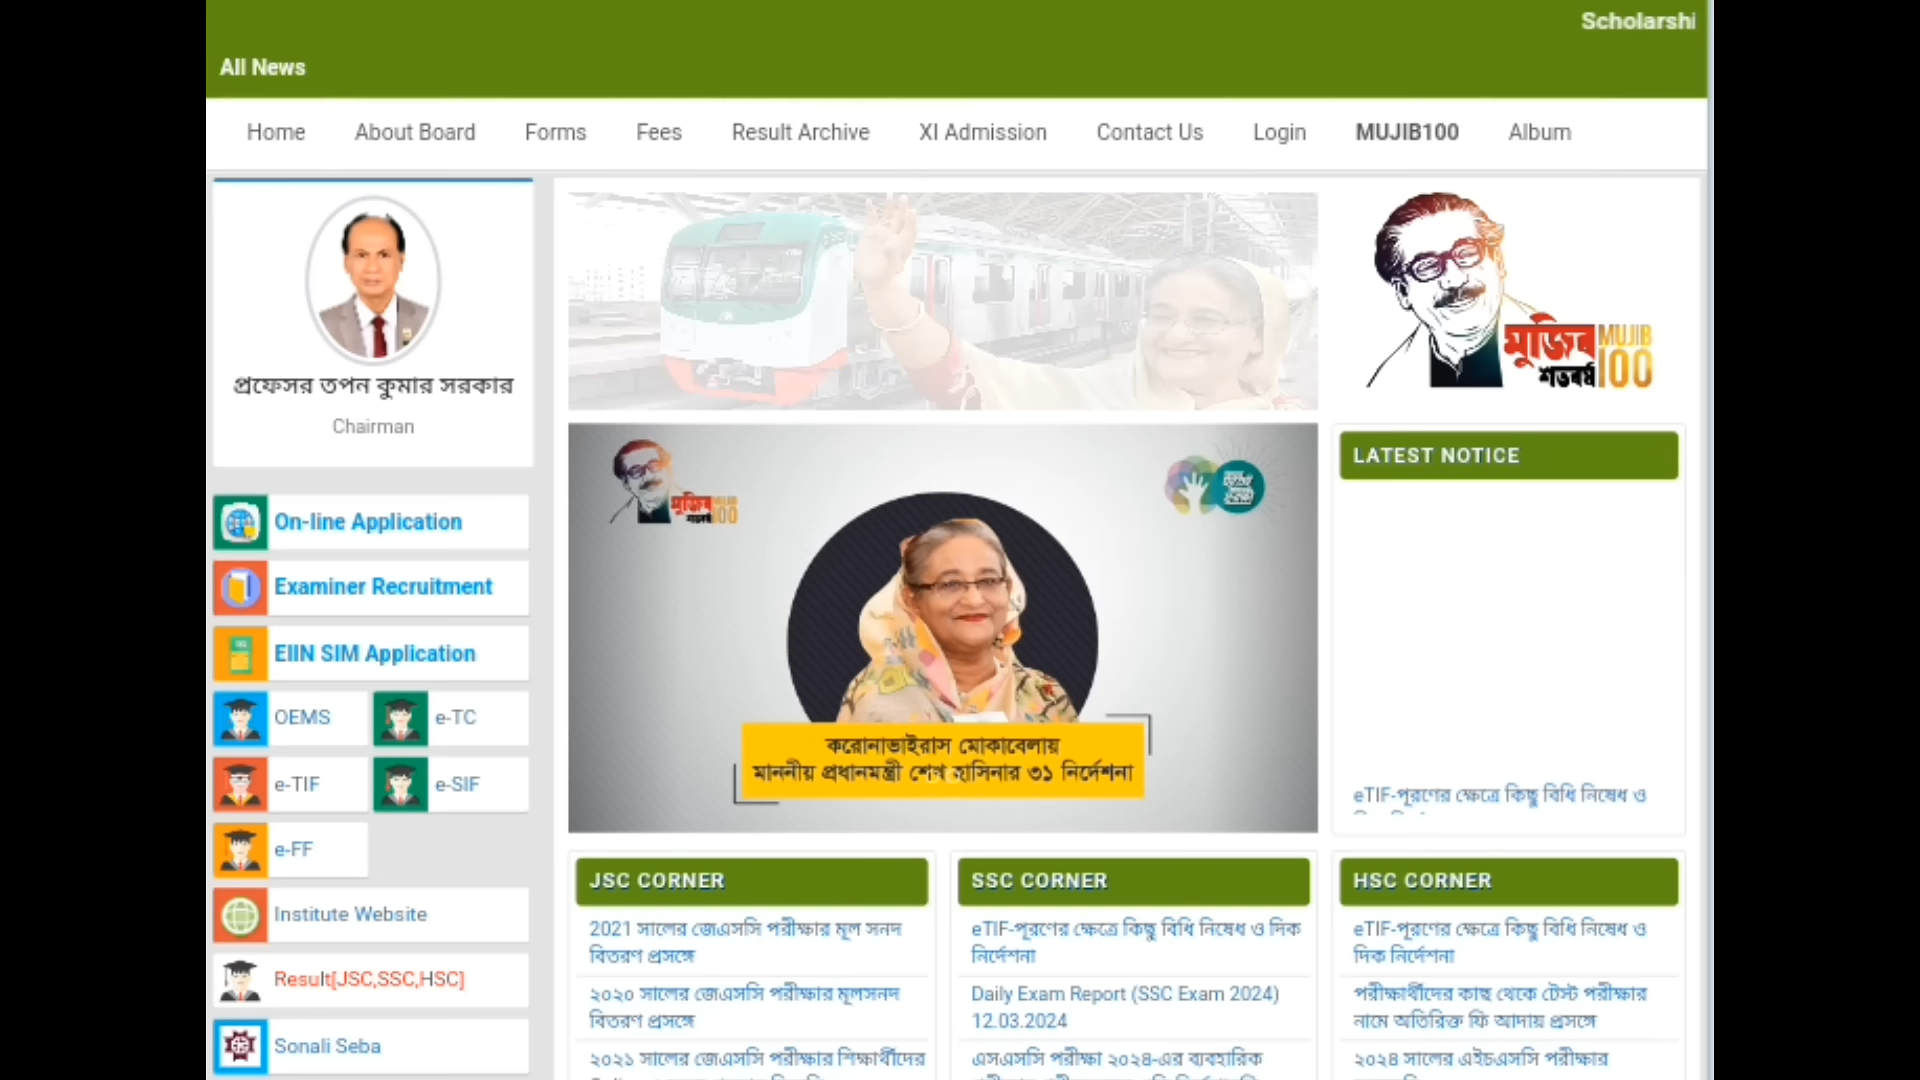 Scholarshi
All News
Home About Board Forms Fees Result Archive XI Admission Contact Us Login MUJIB100 Album
প্রফেসর তপন কুমার সরকার
Chairman
On-line Application
Examiner Recruitment
EIIN SIM Application
OEMS
e-TC
e-TIF
e-SIF
e-FF
Institute Website
Result[JSC,SSC,HSC]
Sonali Seba
মুজিব
শতবর্ষ
MUJIB
100
মুজিব
শতবর্ষ
MUJIB
100
করোনাভাইরাস মোকাবেলায়
মাননীয় প্রধানমন্ত্রী শেখ হাসিনার ৩১ নির্দেশনা
LATEST NOTICE
eTIF-পূরণের ক্ষেত্রে কিছু বিধি নিষেধ ও
JSC CORNER
2021 সালের জেএসসি পরীক্ষার মূল সনদ
বিতরণ প্রসঙ্গে
২০২০ সালের জেএসসি পরীক্ষার মূলসনদ
বিতরণ প্রসঙ্গে
২০২১ সালের জেএসসি পরীক্ষার শিক্ষার্থীদের
SSC CORNER
eTIF-পূরণের ক্ষেত্রে কিছু বিধি নিষেধ ও দিক
নির্দেশনা
Daily Exam Report (SSC Exam 2024)
12.03.2024
এসএসসি পরীক্ষা ২০২৪-এর ব্যবহারিক
HSC CORNER
eTIF-পূরণের ক্ষেত্রে কিছু বিধি নিষেধ ও
দিক নির্দেশনা
পরীক্ষার্থীদের কাছ থেকে টেস্ট পরীক্ষার
নামে অতিরিক্ত ফি আদায় প্রসঙ্গে
২০২৪ সালের এইচএসসি পরীক্ষার